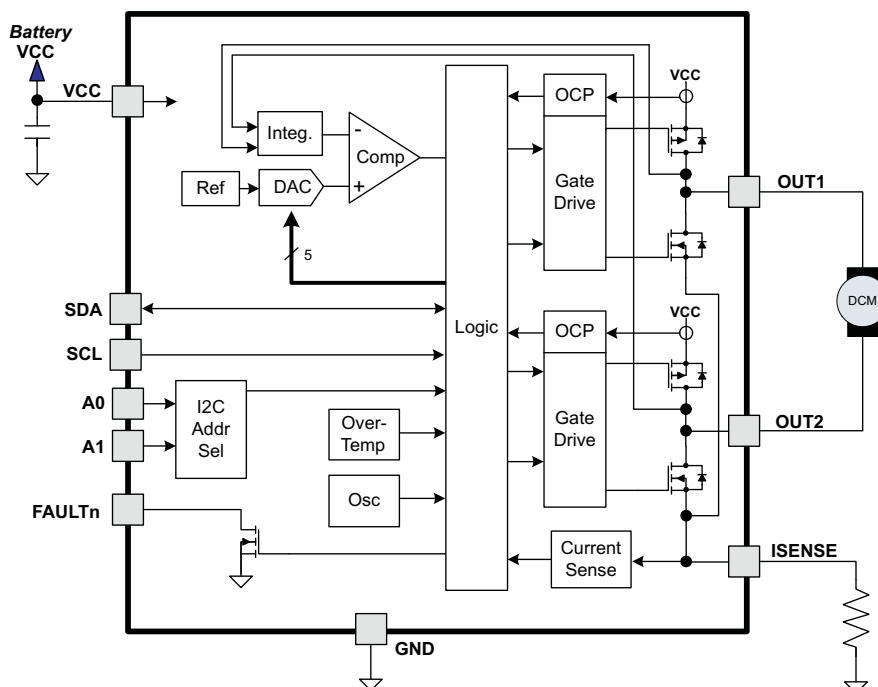 Battery
VCC
VCC
Integ.
-
+
Comp
Ref
DAC
5
Logic
OCP
VCC
Gate
Drive
OUT1
DCM
SDA
SCL
A0
A1
I2C
Addr
Sel
Over-
Temp
Osc
OCP
VCC
Gate
Drive
OUT2
FAULTn
Current
Sense
ISENSE
GND